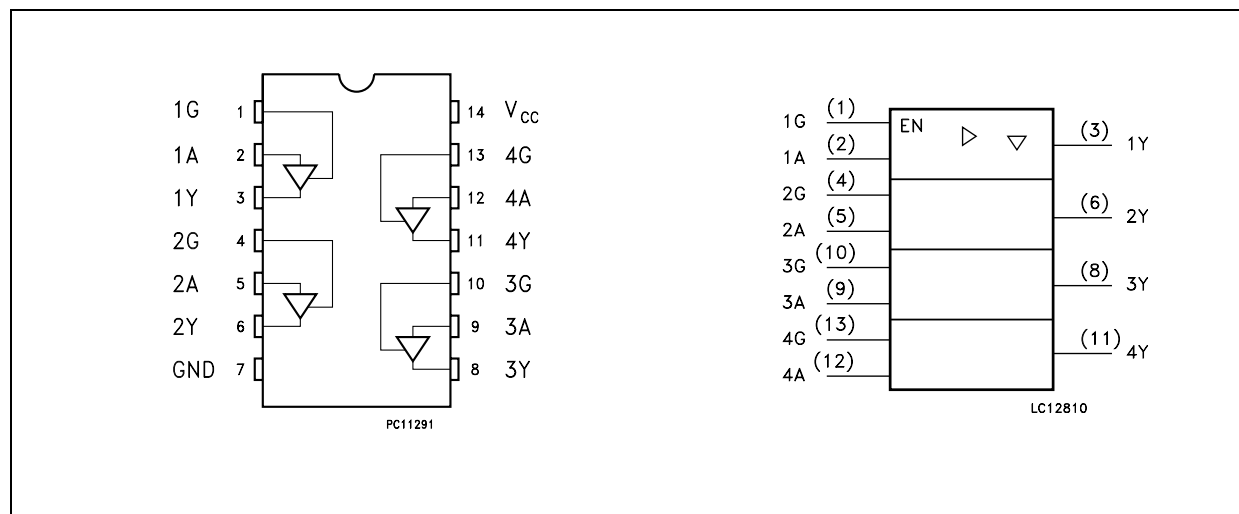 1G 1 14 VCC
1A 2 13 4G
1Y 3 12 4A
2G 4 11 4Y
2A 5 10 3G
2Y 6 9 3A
GND 7 8 3Y
PC11291
EN
1G (1)
1A (2)
2G (4)
2A (5)
3G (10)
3A (9)
4G (13)
4A (12)
(3) 1Y
(6) 2Y
(8) 3Y
(11) 4Y
LC12810